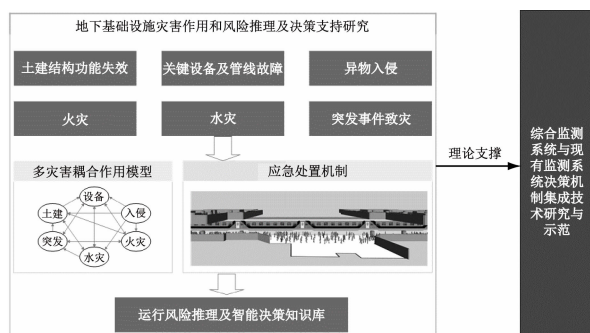 地下基础设施灾害作用和风险推理及决策支持研究
土建结构功能失效
关键设备及管线故障
异物入侵
火灾
水灾
突发事件致灾
多灾害耦合作用模型
设备
土建
入侵
突发
火灾
水灾
应急处置机制
运行风险推理及智能决策知识库
理论支撑
综合监测
系统与现
有监测系
统决策机
制集成技
术研究与
示范